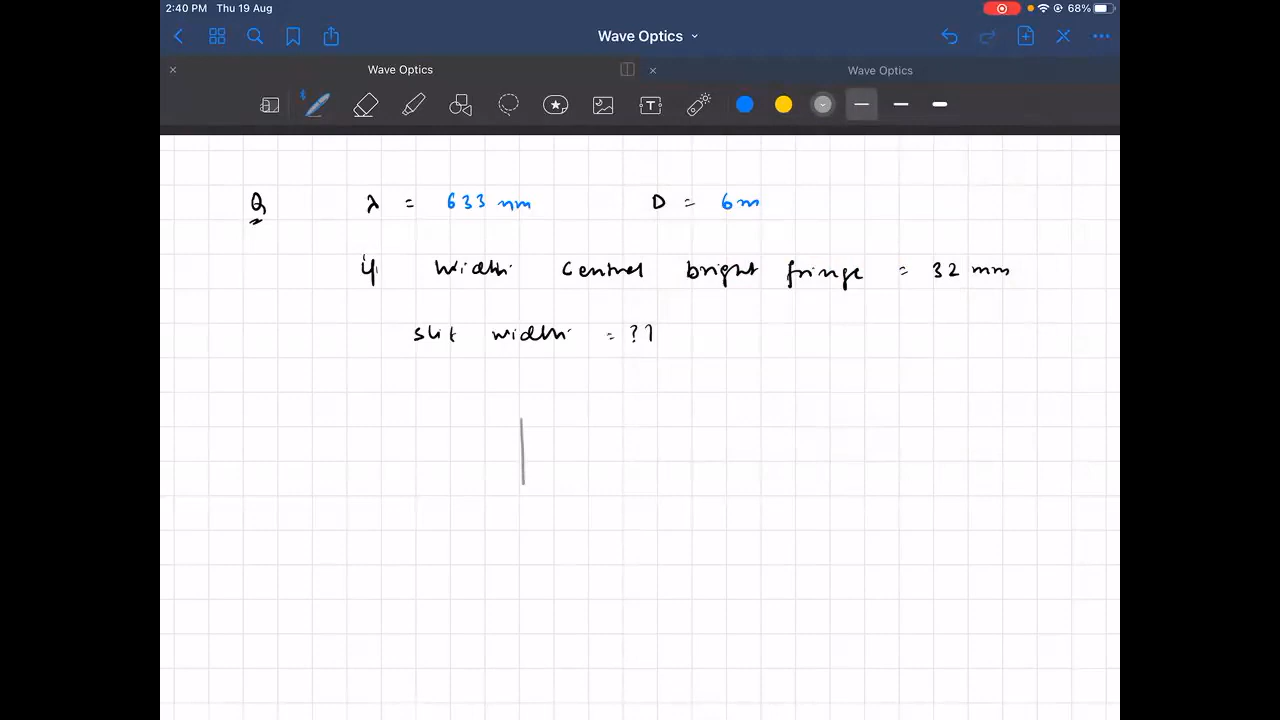 2:40 PM Thu 19 Aug 68%
Wave Optics
Wave Optics Wave Optics
Q λ = 633 nm D = 6m
if width central bright fringe = 32 mm
slit width = ??